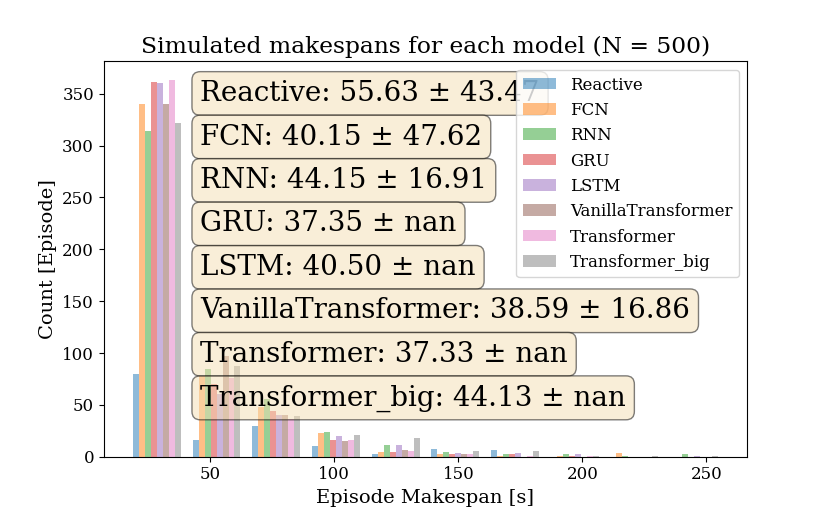 Simulated makespans for each model (N = 500)
Count [Episode]
350
300
250
200
150
100
50
0
Reactive: 55.63 ± 43.47
FCN: 40.15 ± 47.62
RNN: 44.15 ± 16.91
GRU: 37.35 ± nan
LSTM: 40.50 ± nan
VanillaTransformer: 38.59 ± 16.86
Transformer: 37.33 ± nan
Transformer_big: 44.13 ± nan
Reactive
FCN
RNN
GRU
LSTM
VanillaTransformer
Transformer
Transformer_big
50 100 150 200 250
Episode Makespan [s]